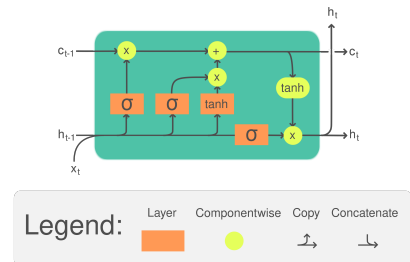 h_t
c_{t-1} x + c_t
x
tanh
σ σ tanh
h_{t-1} σ x h_t
x_t
Layer Componentwise Copy Concatenate
Legend: